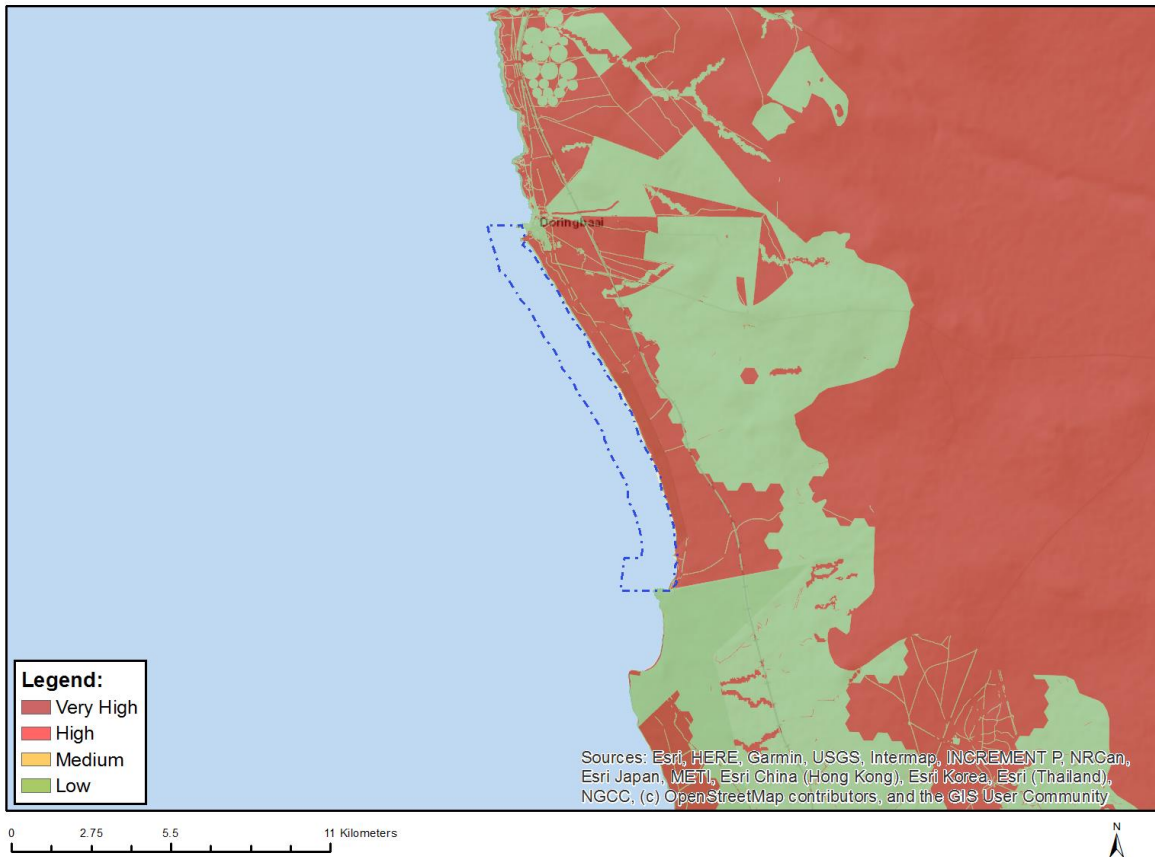 Doringbaai
Legend:
Very High
High
Medium
Low
Sources: Esri, HERE, Garmin, USGS, Intermap, INCREMENT P, NRCan,
Esri Japan, METI, Esri China (Hong Kong), Esri Korea, Esri (Thailand),
NGCC, (c) OpenStreetMap contributors, and the GIS User Community
0 2.75 5.5 11 Kilometers
N